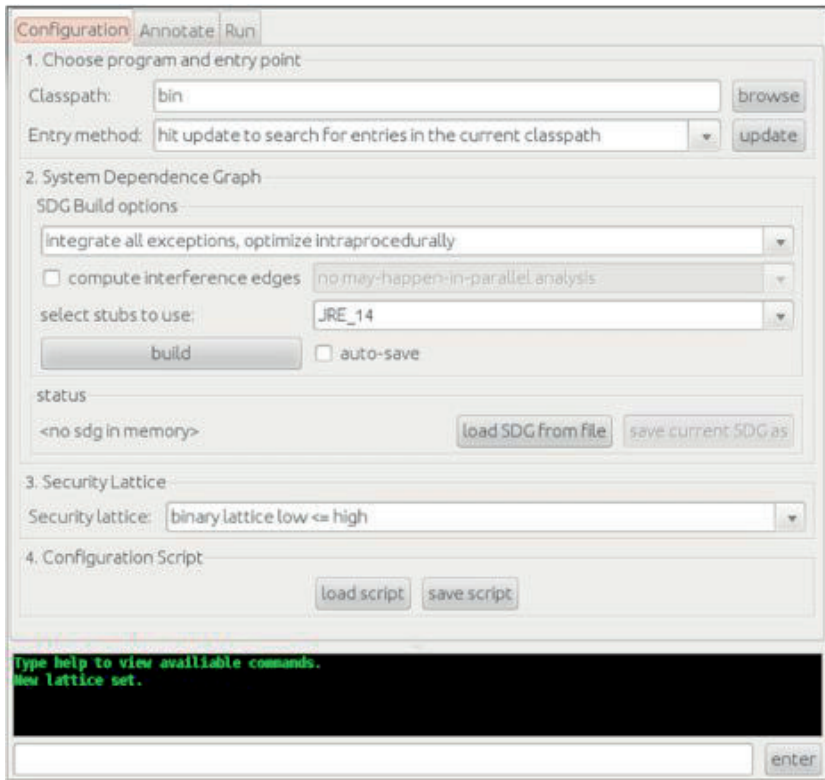 Configuration Annotate Run
1. Choose program and entry point
Classpath: bin browse
Entry method: hit update to search for entries in the current classpath update
2. System Dependence Graph
SDG Build options
integrate all exceptions, optimize intraprocedurally
compute interference edges no may-happen-in-parallel analysis
select stubs to use: JRE_14
build auto-save
status
<no sdg in memory> load SDG from file save current SDG as
3. Security Lattice
Security lattice: binary lattice low <= high
4. Configuration Script
load script save script
Type help to view availiable commands.
New lattice set.
enter